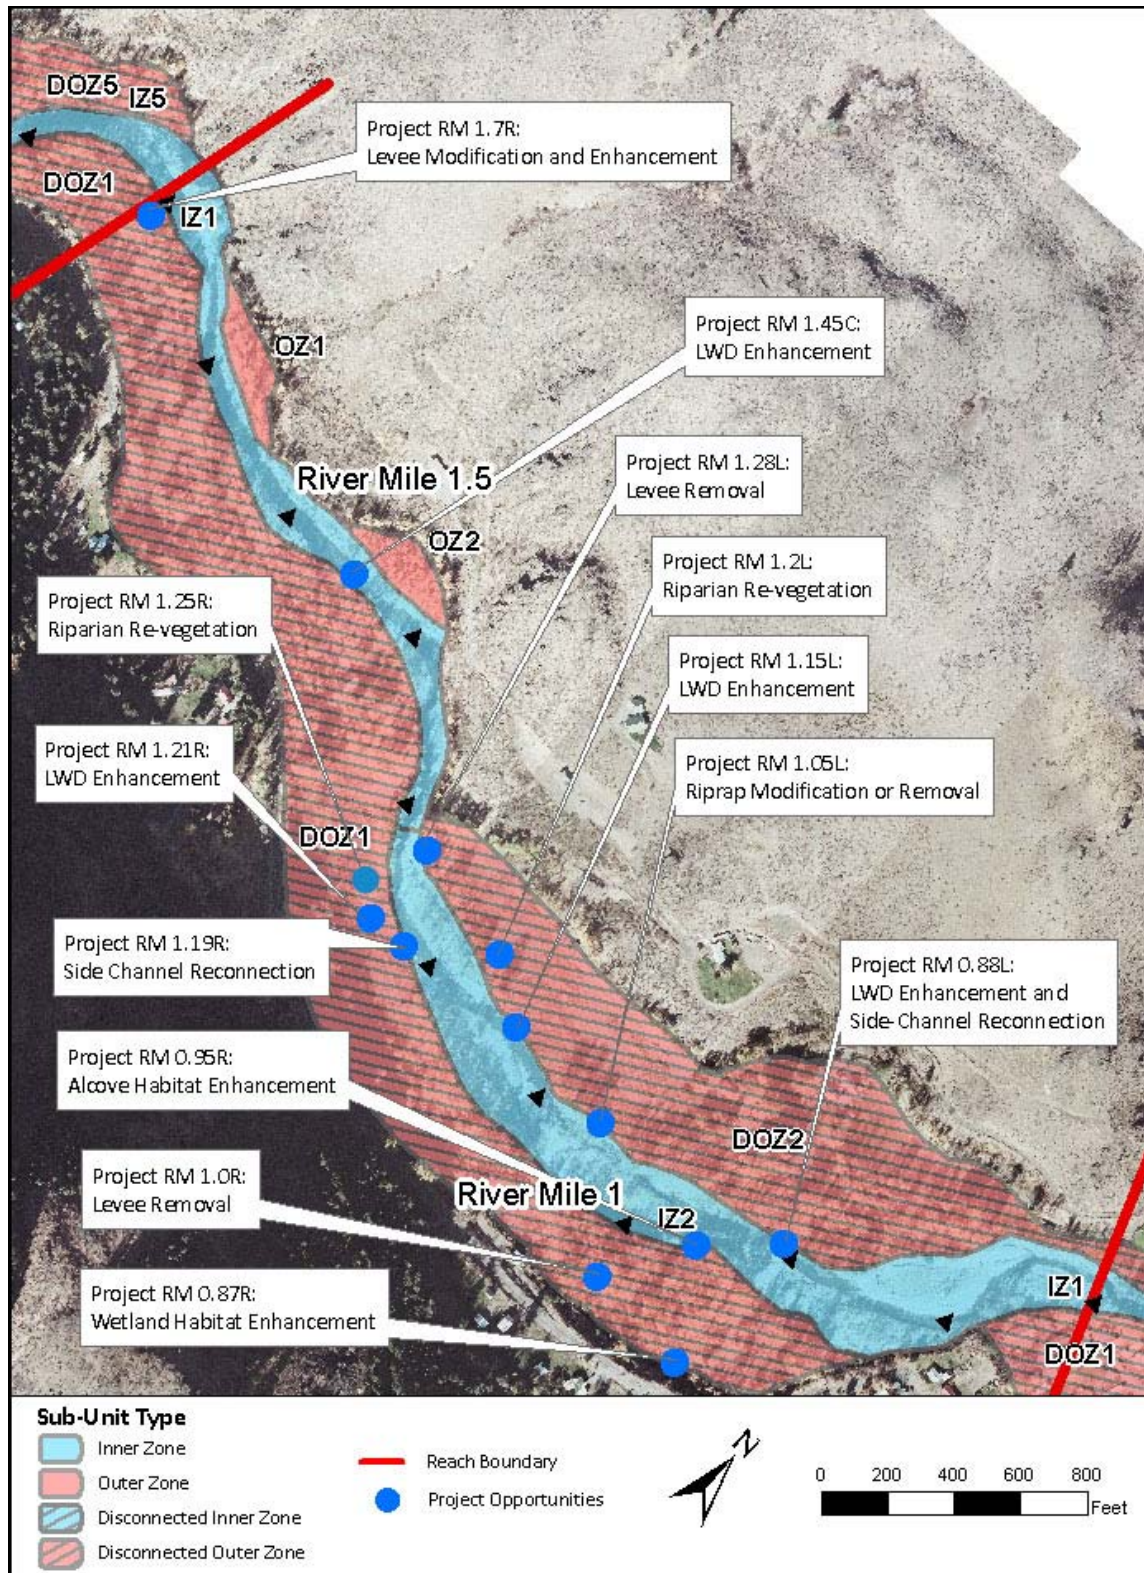 DOZ5
IZ5
Project RM 1.7R:
Levee Modification and Enhancement
DOZ1
IZ1
Project RM 1.45C:
LWD Enhancement
OZ1
River Mile 1.5
Project RM 1.28L:
Levee Removal
OZ2
Project RM 1.2L:
Riparian Re-vegetation
Project RM 1.25R:
Riparian Re-vegetation
Project RM 1.15L:
LWD Enhancement
Project RM 1.21R:
LWD Enhancement
Project RM 1.05L:
Riprap Modification or Removal
DOZ1
Project RM 1.19R:
Side Channel Reconnection
Project RM 0.88L:
LWD Enhancement and
Side-Channel Reconnection
Project RM 0.95R:
Alcove Habitat Enhancement
DOZ2
Project RM 1.0R:
Levee Removal
River Mile 1
IZ2
Project RM 0.87R:
Wetland Habitat Enhancement
IZ1
DOZ1
Sub-Unit Type
Inner Zone
Outer Zone
Disconnected Inner Zone
Disconnected Outer Zone
Reach Boundary
Project Opportunities
N
0 200 400 600 800
Feet